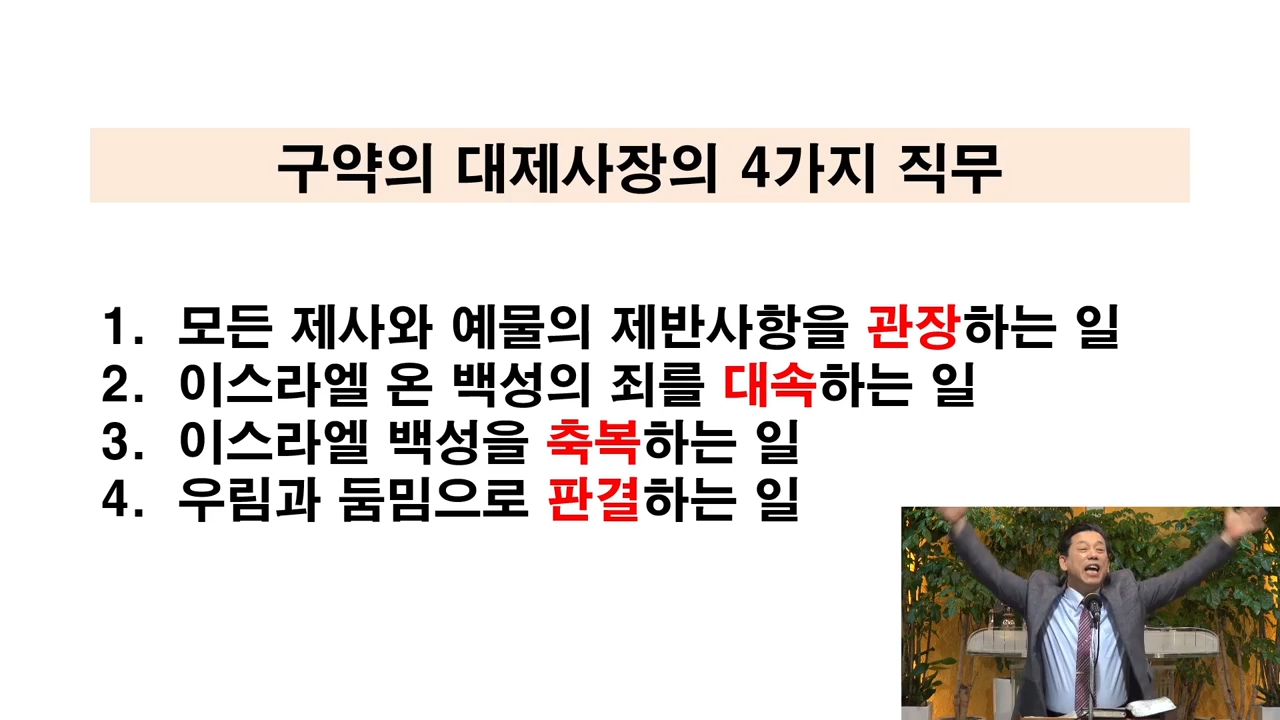 구약의 대제사장의 4가지 직무
1. 모든 제사와 예물의 제반사항을 관장하는 일
2. 이스라엘 온 백성의 죄를 대속하는 일
3. 이스라엘 백성을 축복하는 일
4. 우림과 둠밈으로 판결하는 일